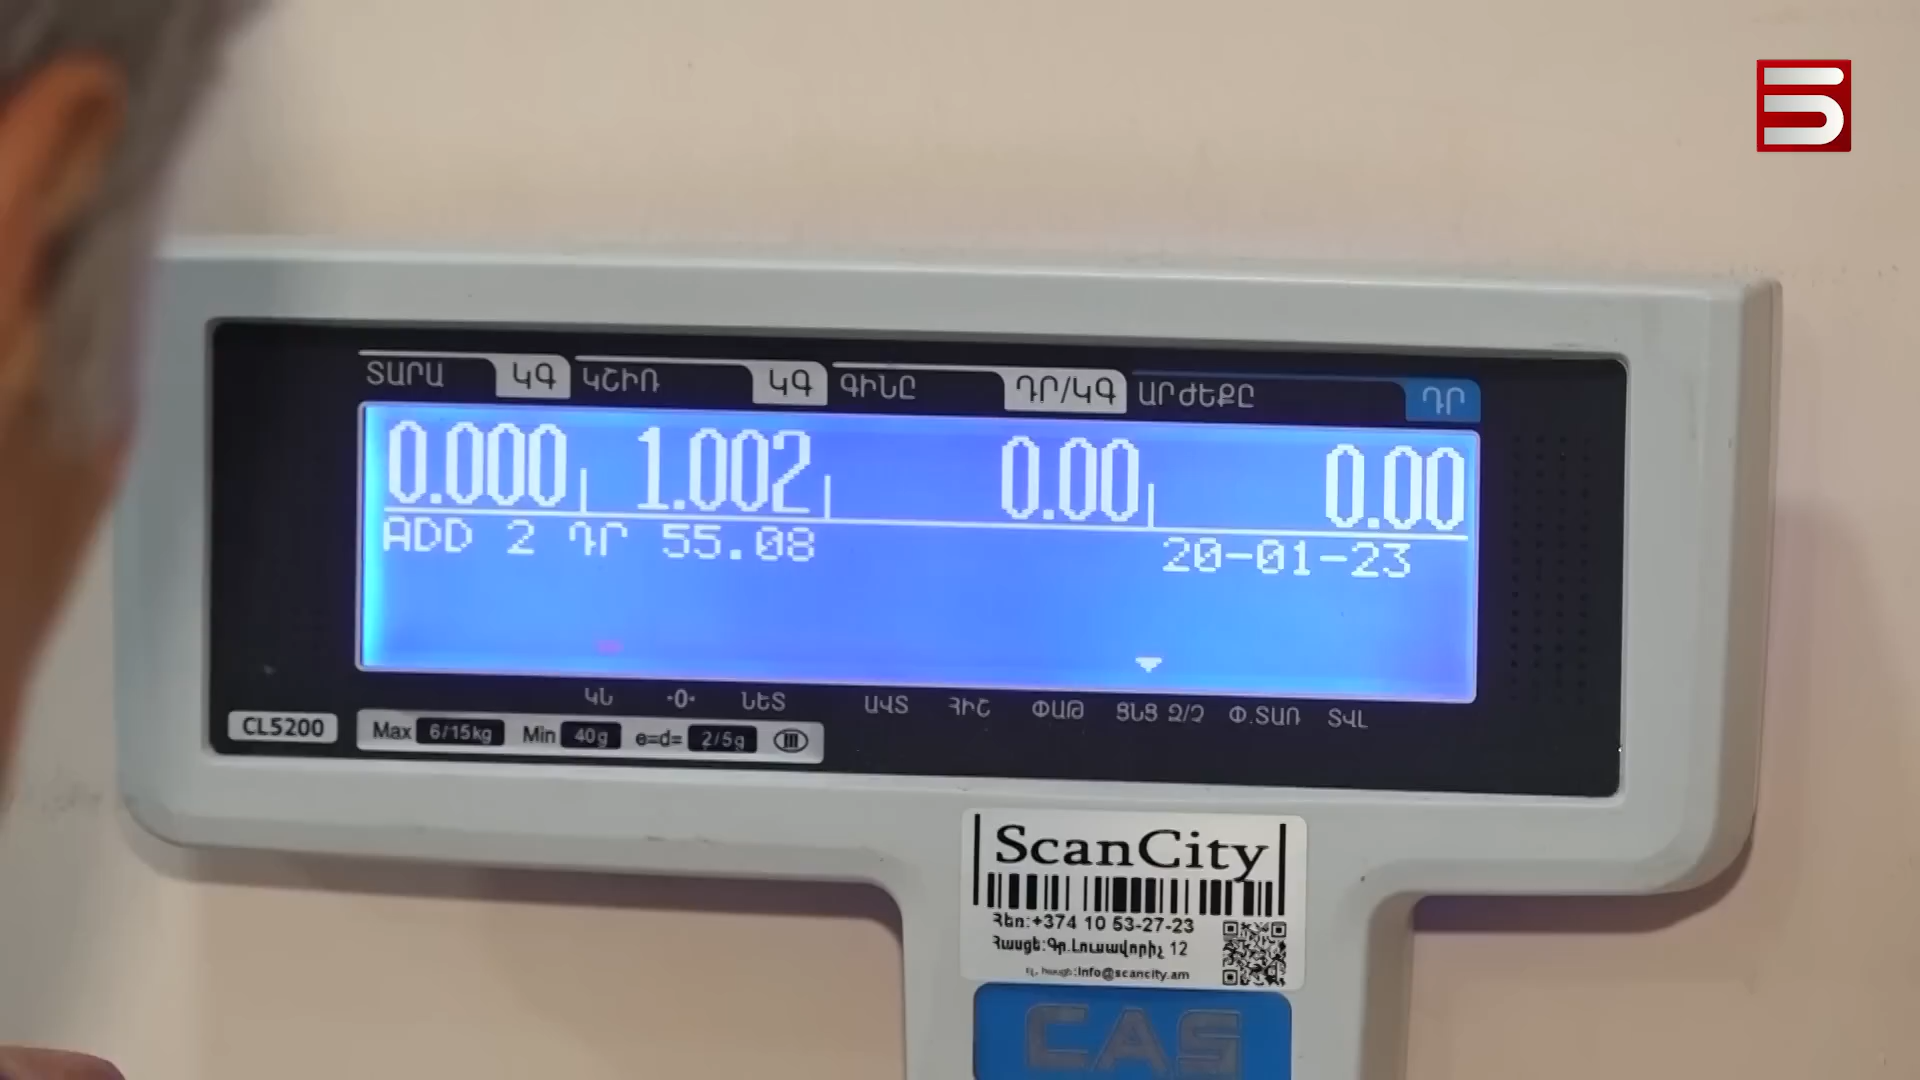 ՏԱՐԱ ԿԳ ԿՇԻՌ ԿԳ ԳԻՆԸ ԴՐ/ԿԳ ԱՐԺԵՔԸ ԴՐ
0.000 1.002 0.00 0.00
ADD 2 ԴՐ 55.08 20-01-23
ԿՆ -0- ՆԵՏ ԱՎՏ ՀԻՇ ՓԱԹ ՑՆՑ Զ/Զ Փ.ՏԱՌ ՏՎԼ
CL5200 Max 6/15kg Min 40g e=d= 2/5g III
ScanCity
Հեռ:+374 10 53-27-23
Հասցե:Գր.Լուսավորիչ 12
Էլ. հասցե:Info@scancity.am
CAS
5